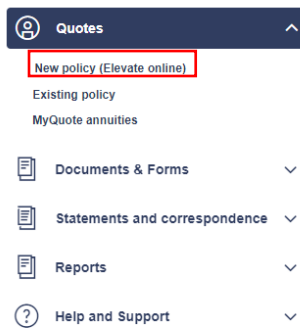 Quotes
New policy (Elevate online)
Existing policy
MyQuote annuities
Documents & Forms
Statements and correspondence
Reports
Help and Support